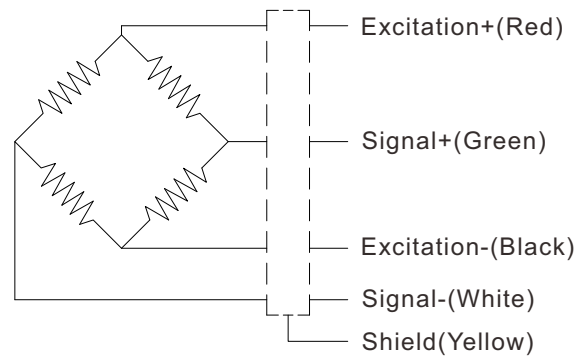 Excitation+(Red)
Signal+(Green)
Excitation-(Black)
Signal-(White)
Shield(Yellow)